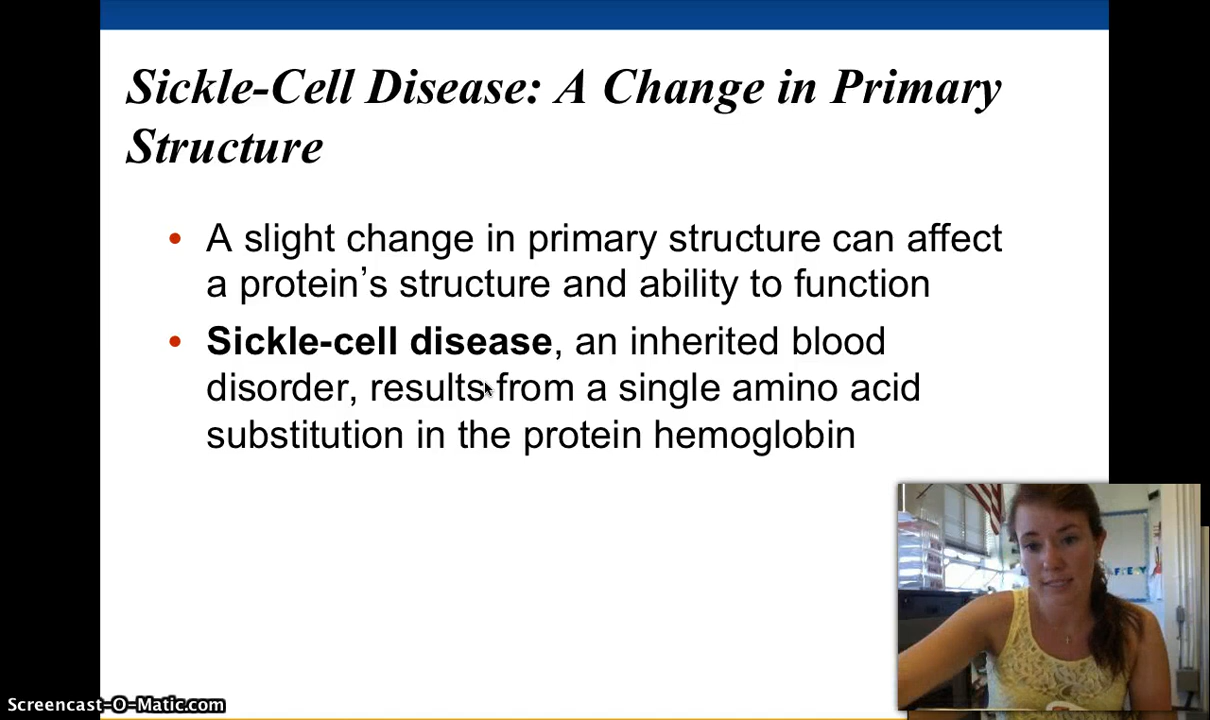 Sickle-Cell Disease: A Change in Primary
Structure
• A slight change in primary structure can affect
a protein’s structure and ability to function
• Sickle-cell disease, an inherited blood
disorder, results from a single amino acid
substitution in the protein hemoglobin
Screencast-O-Matic.com